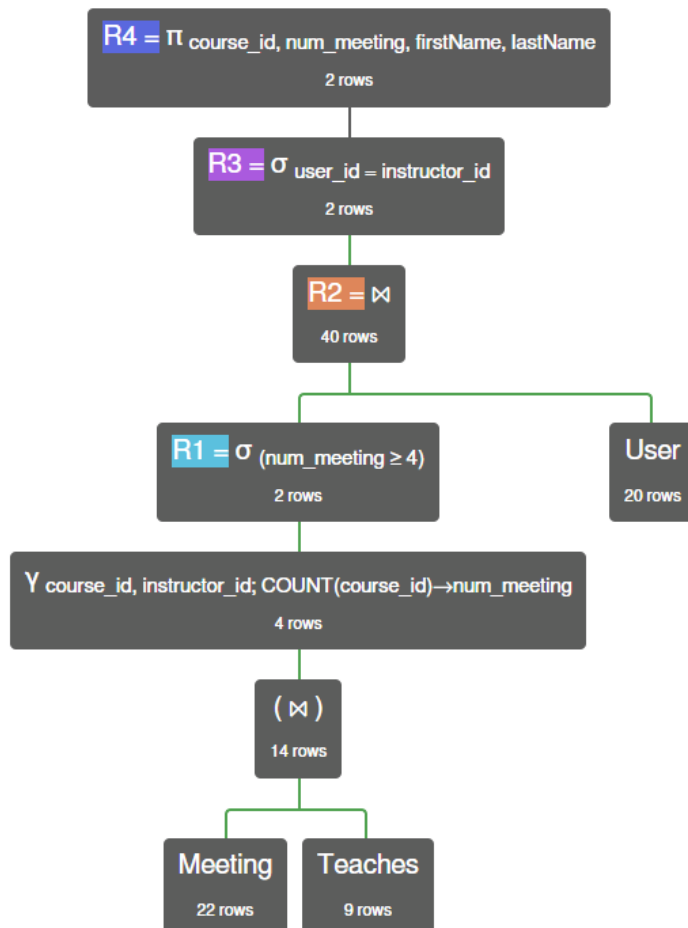 R4 = π course_id, num_meeting, firstName, lastName
2 rows
R3 = σ user_id = instructor_id
2 rows
R2 = ⋈
40 rows
R1 = σ (num_meeting ≥ 4)
2 rows
User
20 rows
γ course_id, instructor_id; COUNT(course_id)→num_meeting
4 rows
( ⋈ )
14 rows
Meeting
22 rows
Teaches
9 rows